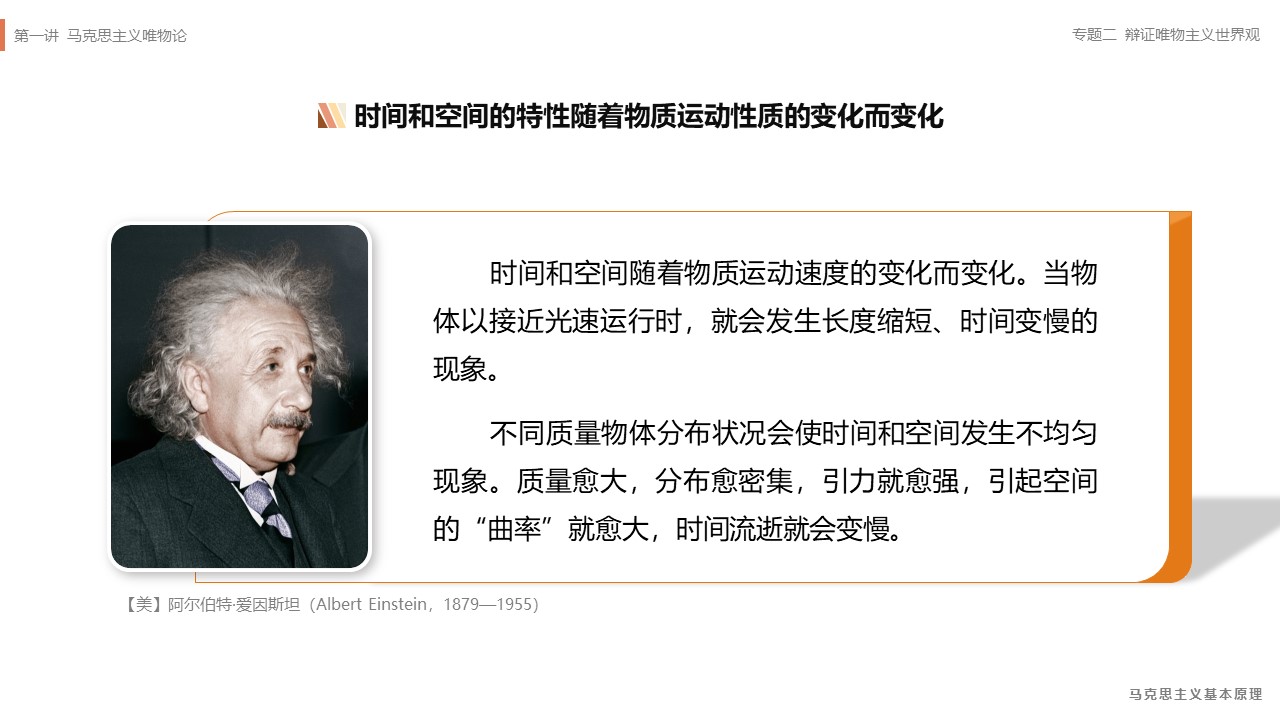 第一讲 马克思主义唯物论
专题二 辩证唯物主义世界观
时间和空间的特性随着物质运动性质的变化而变化
时间和空间随着物质运动速度的变化而变化。当物
体以接近光速运行时，就会发生长度缩短、时间变慢的
现象。
不同质量物体分布状况会使时间和空间发生不均匀
现象。质量愈大，分布愈密集，引力就愈强，引起空间
的“曲率”就愈大，时间流逝就会变慢。
【美】阿尔伯特·爱因斯坦（Albert Einstein，1879—1955）
马克思主义基本原理